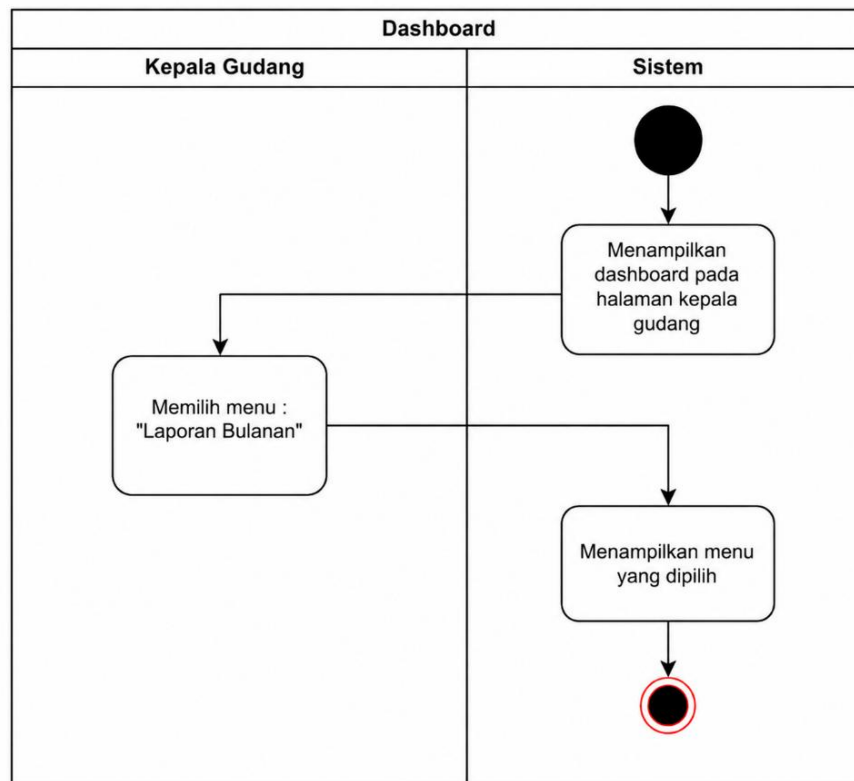 Dashboard
Kepala Gudang
Sistem
Menampilkan
dashboard pada
halaman kepala
gudang
Memilih menu :
"Laporan Bulanan"
Menampilkan menu
yang dipilih